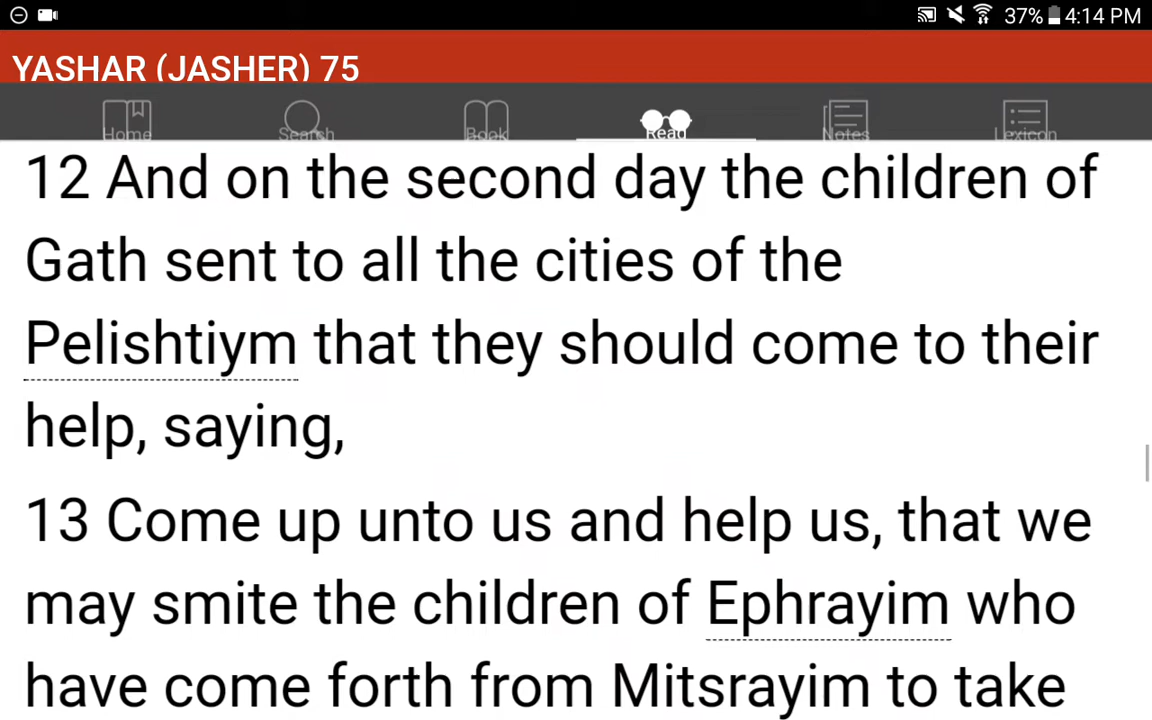 37% 4:14 PM
YASHAR (JASHER) 75
Home Search Book Read Notes Lexicon
12 And on the second day the children of
Gath sent to all the cities of the
Pelishtiym that they should come to their
help, saying,
13 Come up unto us and help us, that we
may smite the children of Ephrayim who
have come forth from Mitsrayim to take